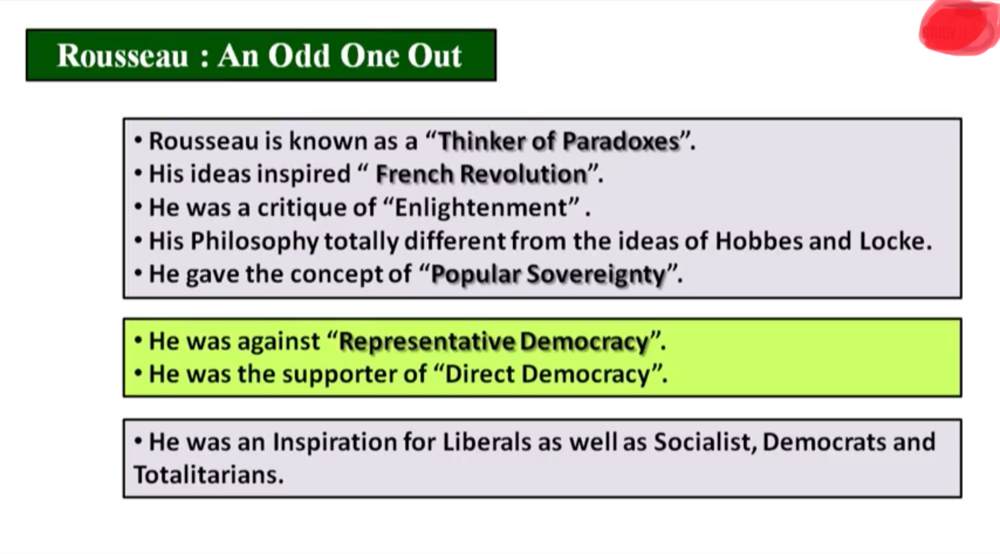 STUDY
Rousseau : An Odd One Out
• Rousseau is known as a “Thinker of Paradoxes”.
• His ideas inspired “ French Revolution”.
• He was a critique of “Enlightenment” .
• His Philosophy totally different from the ideas of Hobbes and Locke.
• He gave the concept of “Popular Sovereignty”.
• He was against “Representative Democracy”.
• He was the supporter of “Direct Democracy”.
• He was an Inspiration for Liberals as well as Socialist, Democrats and
Totalitarians.